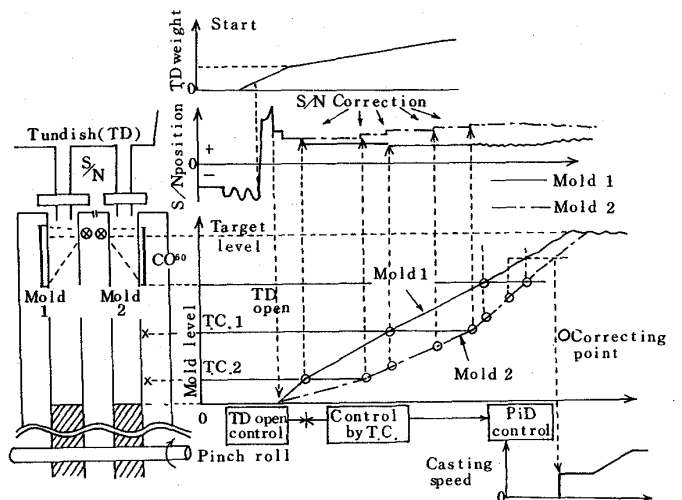 Start
TD weight
0
S/N Correction
Tundish(TD)
S/N
S/N position
+
0
−
Mold 1
Mold 2
Target
level
CO⁶⁰
Mold
1
Mold
2
TD
open
Mold 1
Mold level
T.C.1
T.C.2
Mold 2
Correcting
point
0
TD open
control
Control
by T.C.
PiD
control
Pinch roll
Casting
speed
0